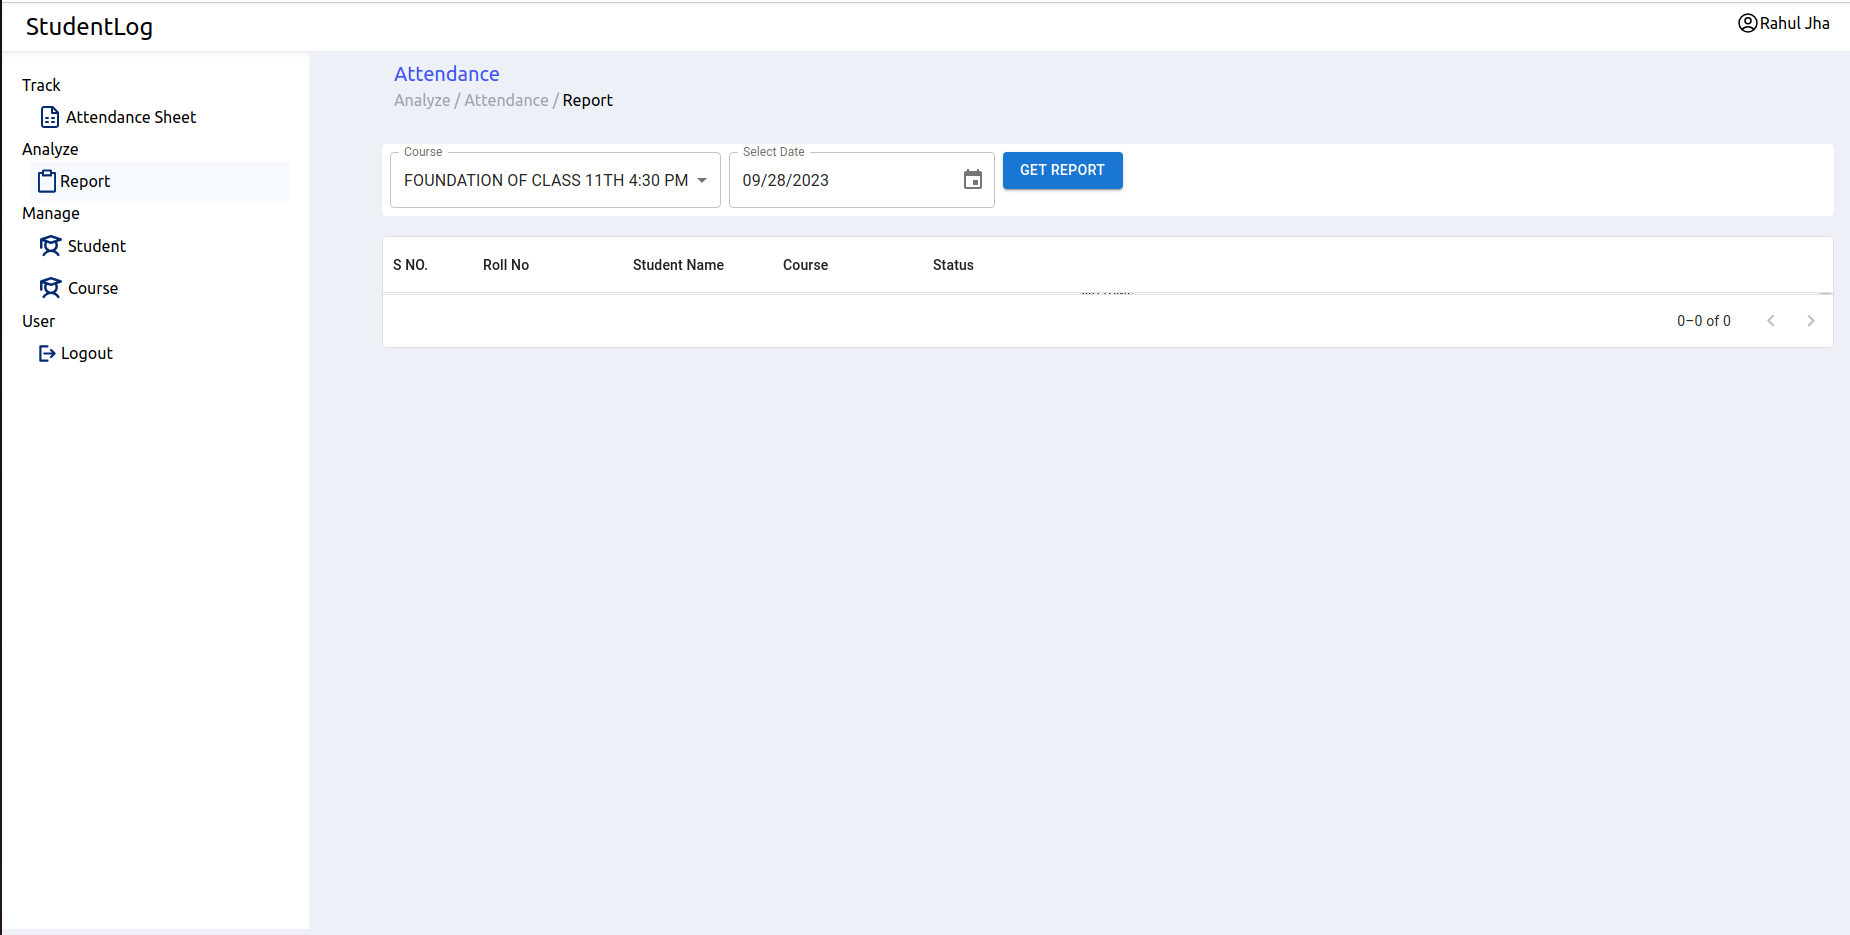 StudentLog
Rahul Jha
Track
Attendance Sheet
Analyze
Report
Manage
Student
Course
User
Logout
Attendance
Analyze / Attendance / Report
Course
FOUNDATION OF CLASS 11TH 4:30 PM
Select Date
09/28/2023
GET REPORT
S NO. Roll No Student Name Course Status
0–0 of 0